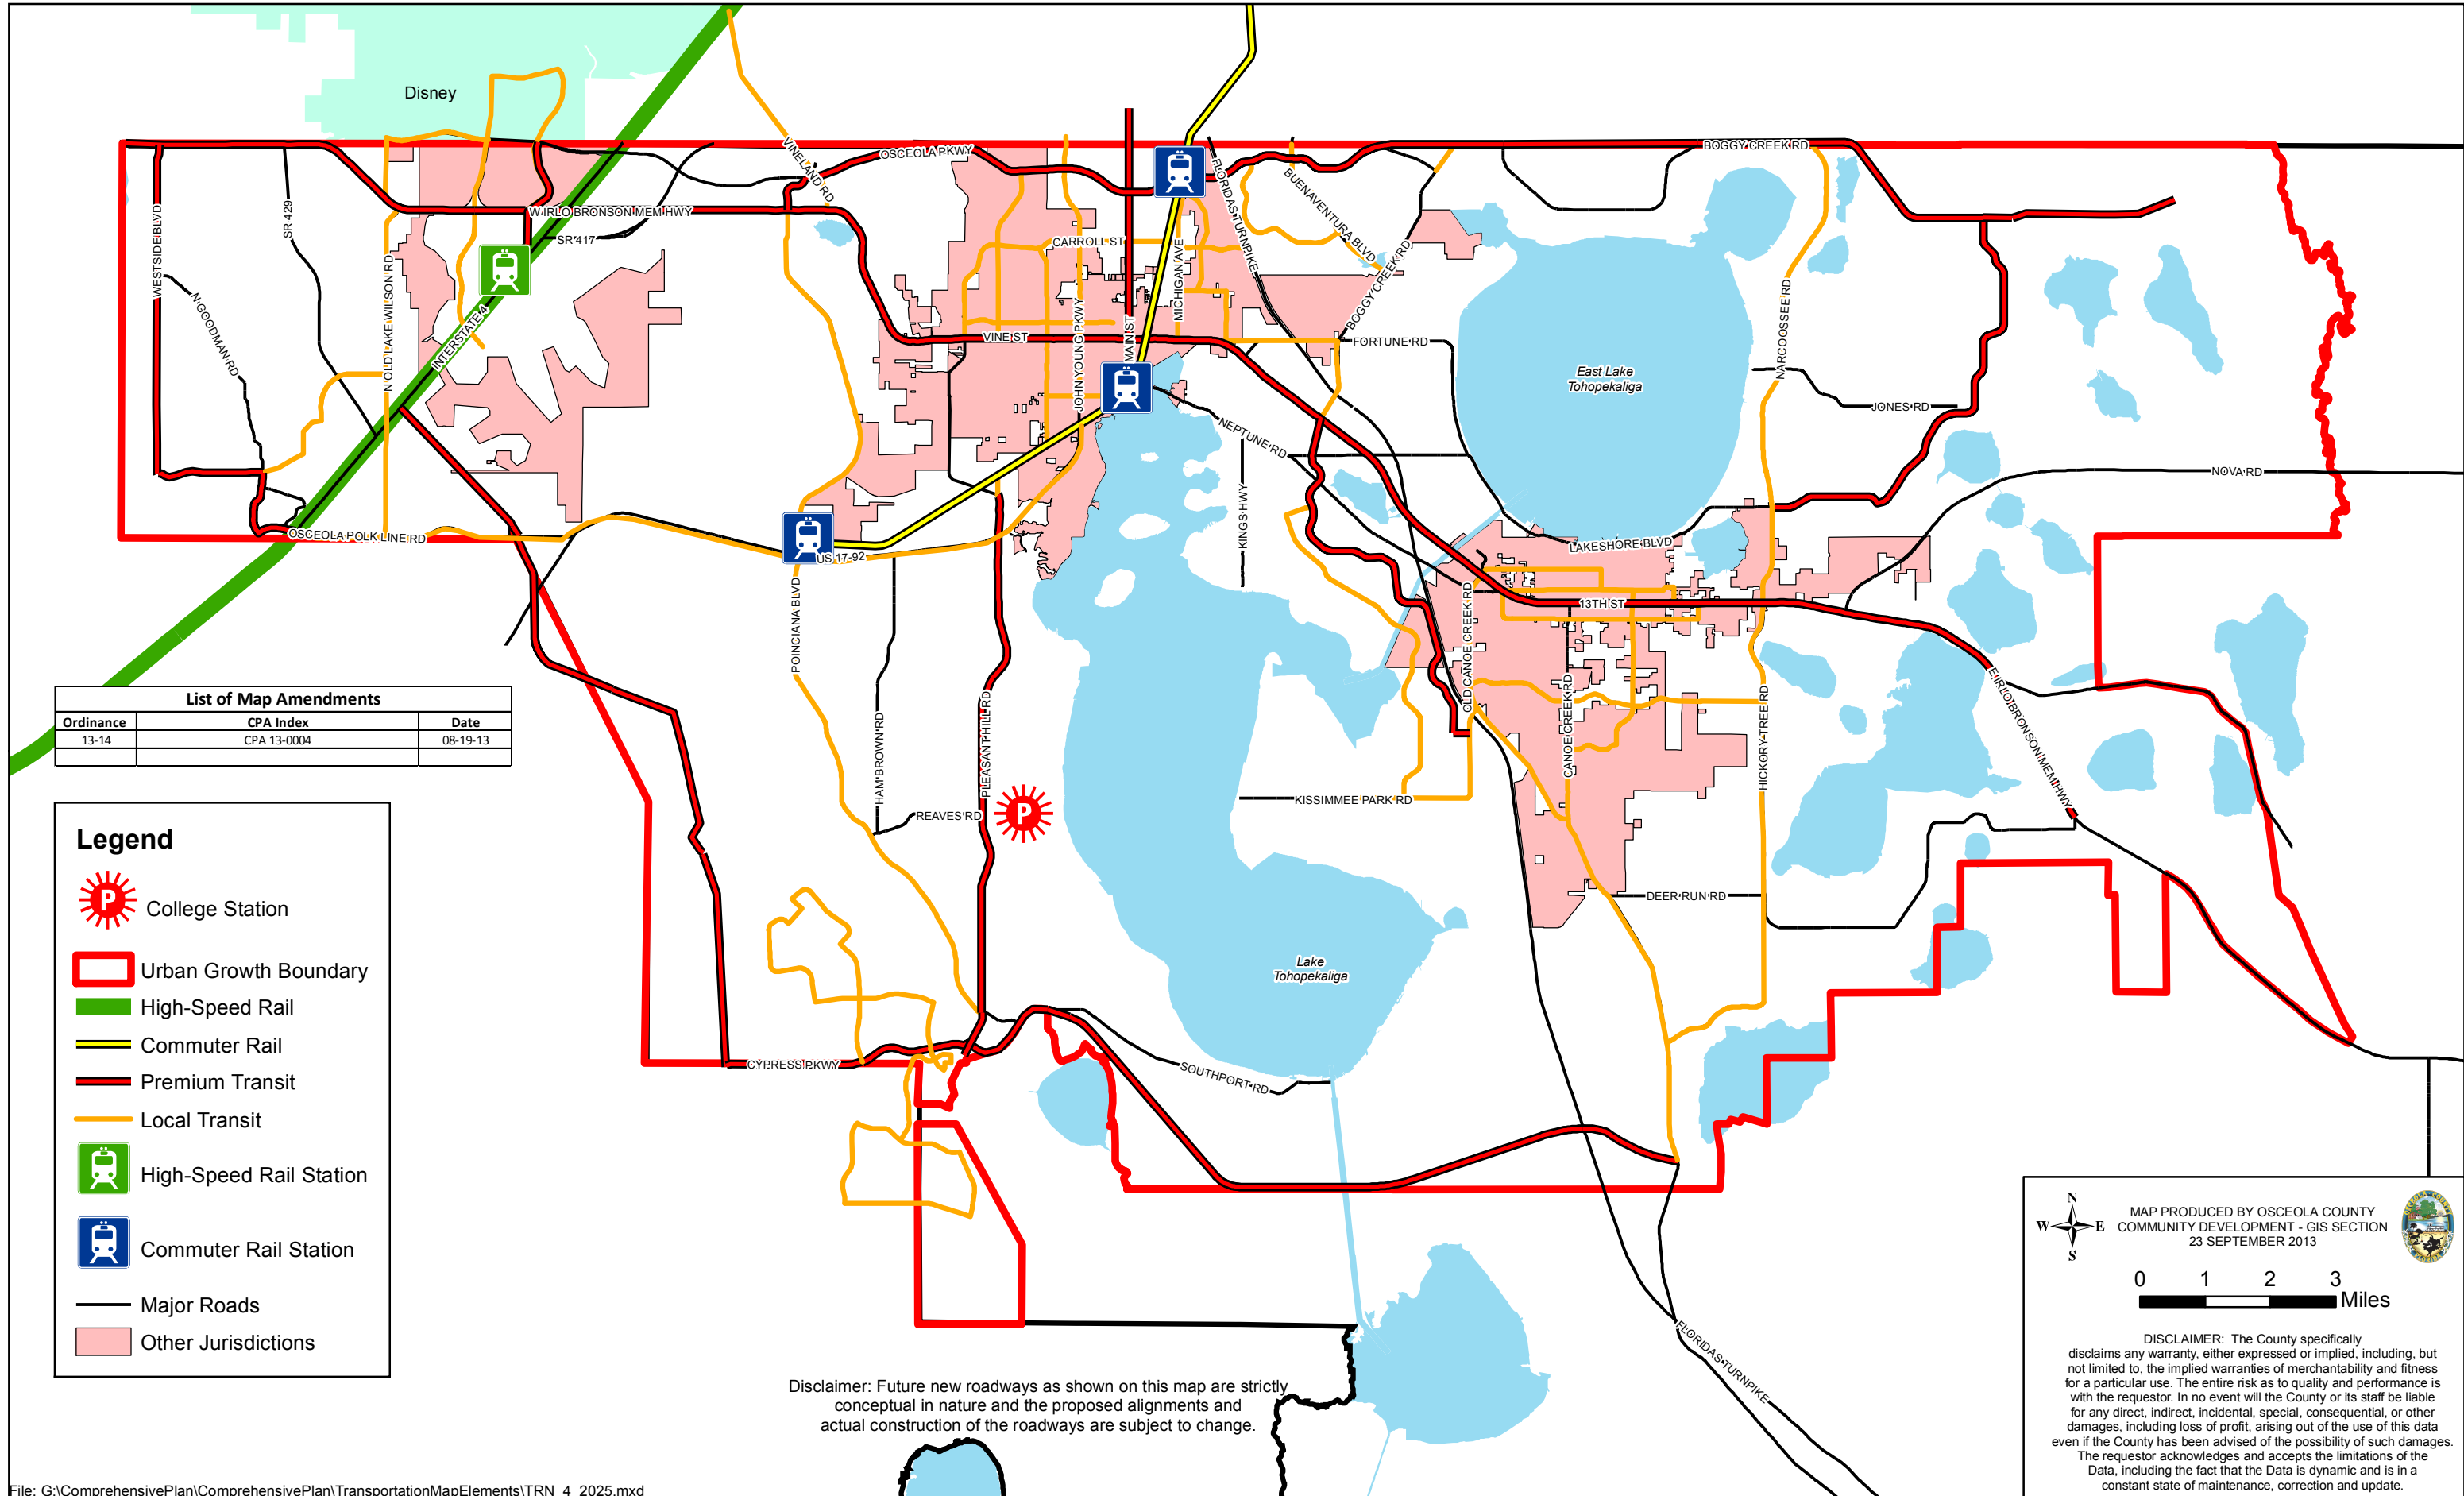 Disney
VINELAND RD
OSCEOLA PKWY
FLORIDAS TURNPIKE
BUENAVENTURA BLVD
BOGGY CREEK RD
BOGGY CREEK RD
WESTSIDE BLVD
SR 429
N GOODMAN RD
N OLD LAKE WILSON RD
W IRLO BRONSON MEM HWY
SR 417
INTERSTATE 4
CARROLL ST
MICHIGAN AVE
JOHN YOUNG PKWY
MAIN ST
VINE ST
FORTUNE RD
East Lake
Tohopekaliga
NARCOOSSEE RD
JONES RD
NOVA RD
NEPTUNE RD
KINGS HWY
OSCEOLA POLK LINE RD
US 17-92
LAKESHORE BLVD
13TH ST
POINCIANA BLVD
HAM BROWN RD
PLEASANT HILL RD
REAVES RD
P
OLD CANOE CREEK RD
CANOE CREEK RD
HICKORY TREE RD
E IRLO BRONSON MEM HWY
KISSIMMEE PARK RD
DEER RUN RD
Lake
Tohopekaliga
CYPRESS PKWY
SOUTHPORT RD
FLORIDAS TURNPIKE
List of Map Amendments
Ordinance CPA Index Date
13-14 CPA 13-0004 08-19-13
Legend
P College Station
Urban Growth Boundary
High-Speed Rail
Commuter Rail
Premium Transit
Local Transit
High-Speed Rail Station
Commuter Rail Station
Major Roads
Other Jurisdictions
Disclaimer: Future new roadways as shown on this map are strictly
conceptual in nature and the proposed alignments and
actual construction of the roadways are subject to change.
N
W E
S
MAP PRODUCED BY OSCEOLA COUNTY
COMMUNITY DEVELOPMENT - GIS SECTION
23 SEPTEMBER 2013
0 1 2 3
Miles
DISCLAIMER: The County specifically
disclaims any warranty, either expressed or implied, including, but
not limited to, the implied warranties of merchantability and fitness
for a particular use. The entire risk as to quality and performance is
with the requestor. In no event will the County or its staff be liable
for any direct, indirect, incidental, special, consequential, or other
damages, including loss of profit, arising out of the use of this data
even if the County has been advised of the possibility of such damages.
The requestor acknowledges and accepts the limitations of the
Data, including the fact that the Data is dynamic and is in a
constant state of maintenance, correction and update.
File: G:\ComprehensivePlan\ComprehensivePlan\TransportationMapElements\TRN_4_2025.mxd